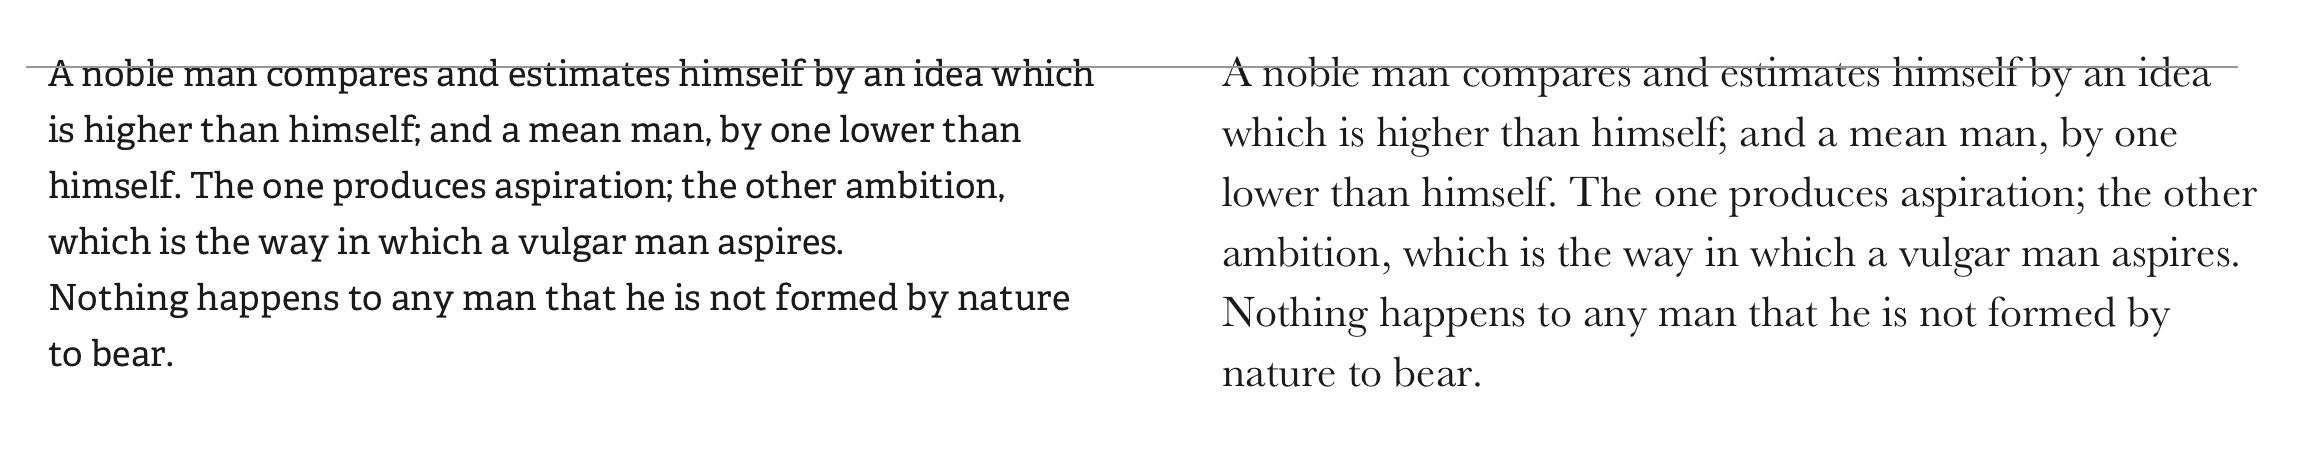 A noble man compares and estimates himself by an idea which
is higher than himself; and a mean man, by one lower than
himself. The one produces aspiration; the other ambition,
which is the way in which a vulgar man aspires.
Nothing happens to any man that he is not formed by nature
to bear.
A noble man compares and estimates himself by an idea
which is higher than himself; and a mean man, by one
lower than himself. The one produces aspiration; the other
ambition, which is the way in which a vulgar man aspires.
Nothing happens to any man that he is not formed by
nature to bear.